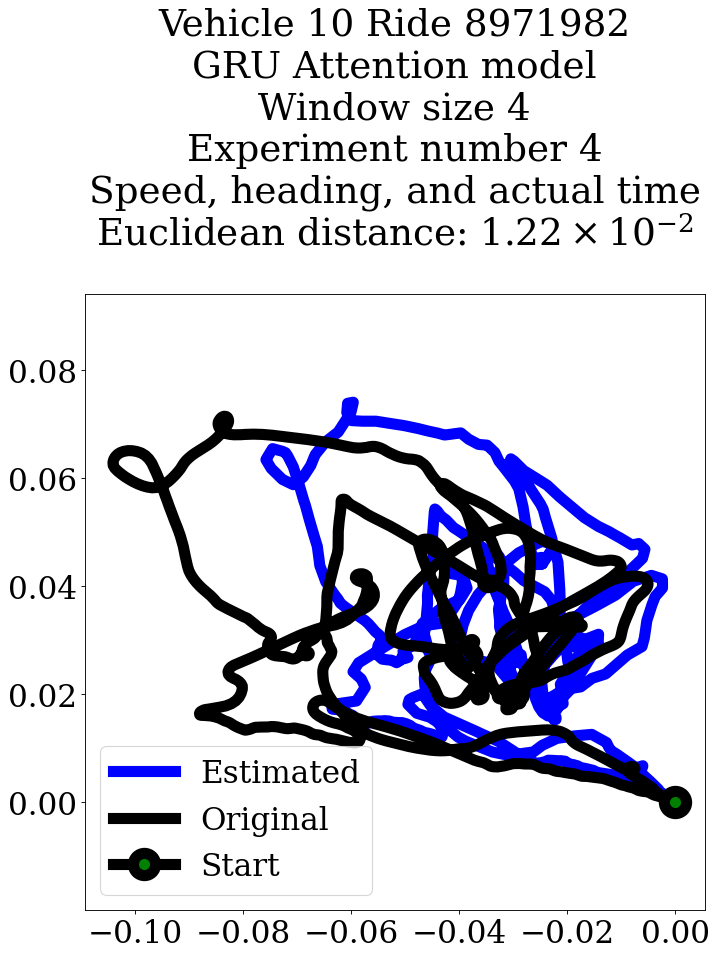 Vehicle 10 Ride 8971982
GRU Attention model
Window size 4
Experiment number 4
Speed, heading, and actual time
Euclidean distance: 1.22 × 10⁻²
0.08
0.06
0.04
0.02
0.00
Estimated
Original
Start
−0.10 −0.08 −0.06 −0.04 −0.02 0.00